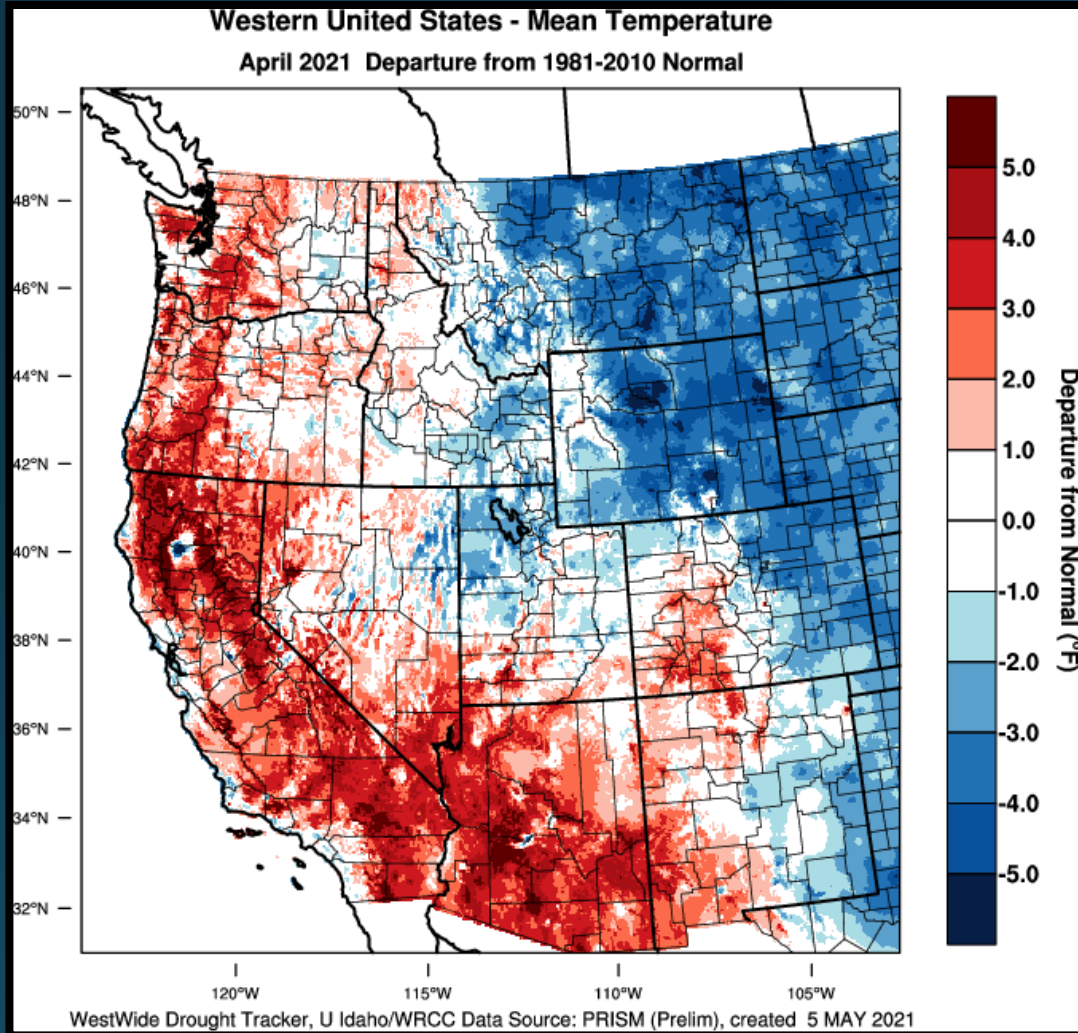 Western United States - Mean Temperature
April 2021 Departure from 1981-2010 Normal
50°N
48°N
46°N
44°N
42°N
40°N
38°N
36°N
34°N
32°N
120°W
115°W
110°W
105°W
5.0
4.0
3.0
2.0
1.0
0.0
-1.0
-2.0
-3.0
-4.0
-5.0
Departure from Normal (°F)
WestWide Drought Tracker, U Idaho/WRCC Data Source: PRISM (Prelim), created 5 MAY 2021